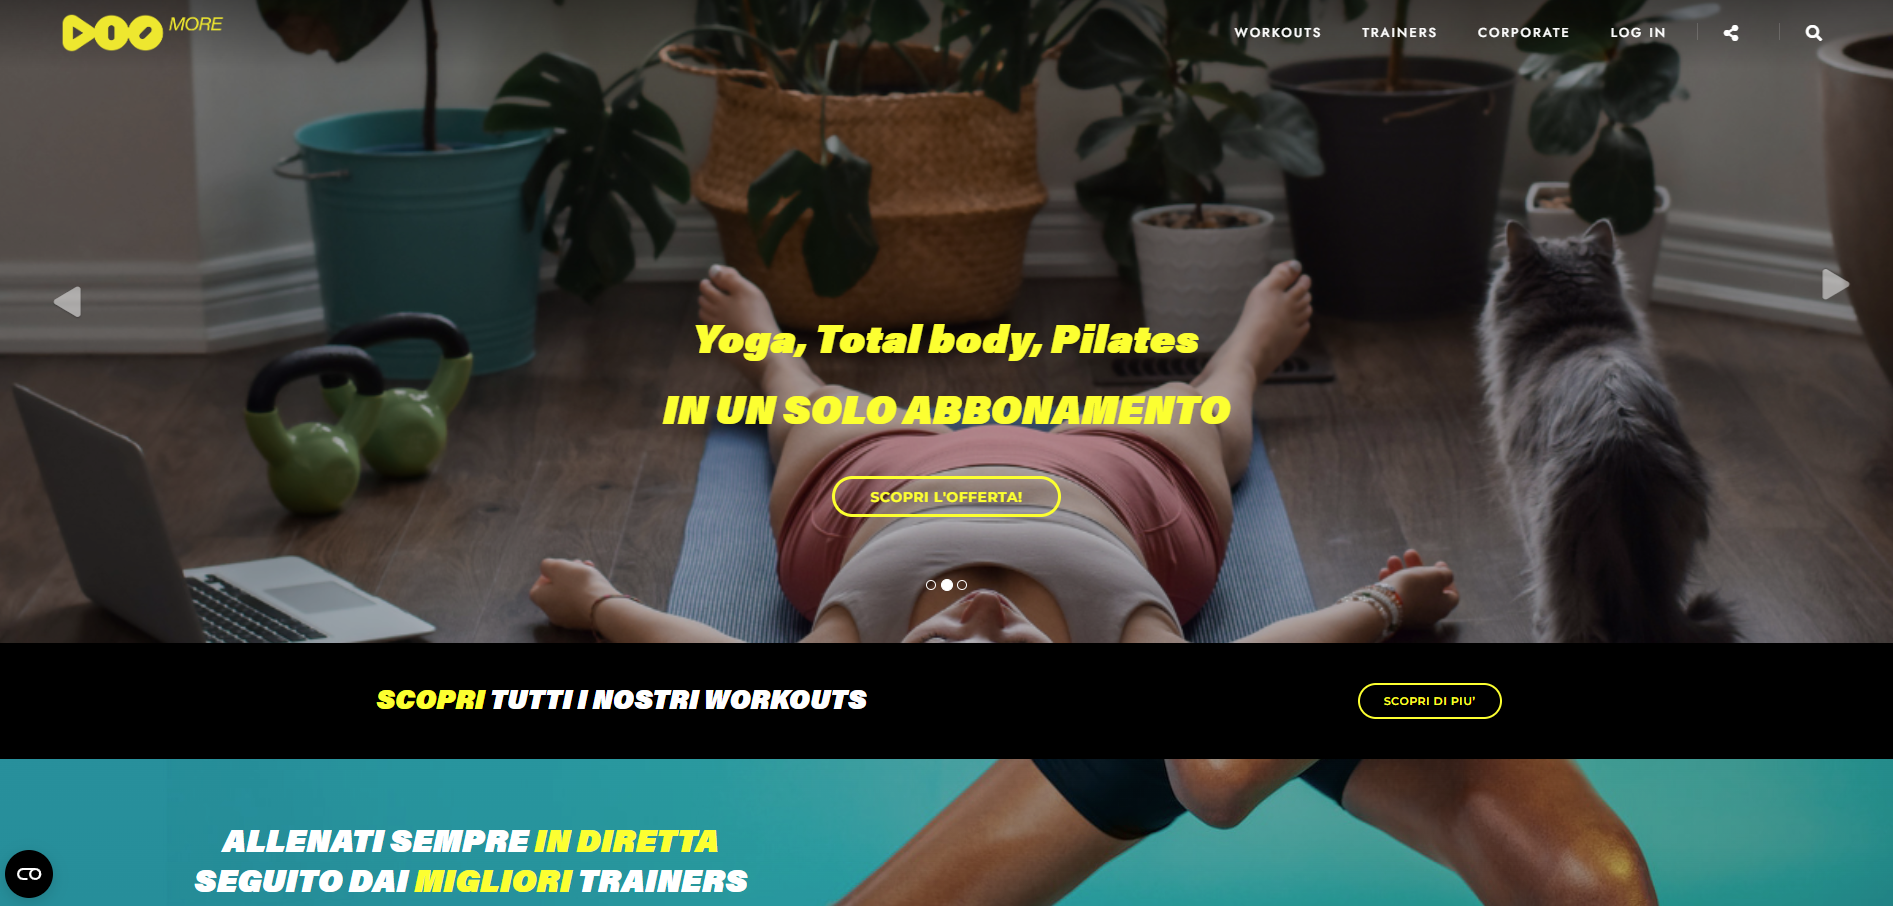 DOO MORE
WORKOUTS TRAINERS CORPORATE LOG IN
Yoga, Total body, Pilates
IN UN SOLO ABBONAMENTO
SCOPRI L'OFFERTA!
SCOPRI TUTTI I NOSTRI WORKOUTS
SCOPRI DI PIU’
ALLENATI SEMPRE IN DIRETTA
SEGUITO DAI MIGLIORI TRAINERS